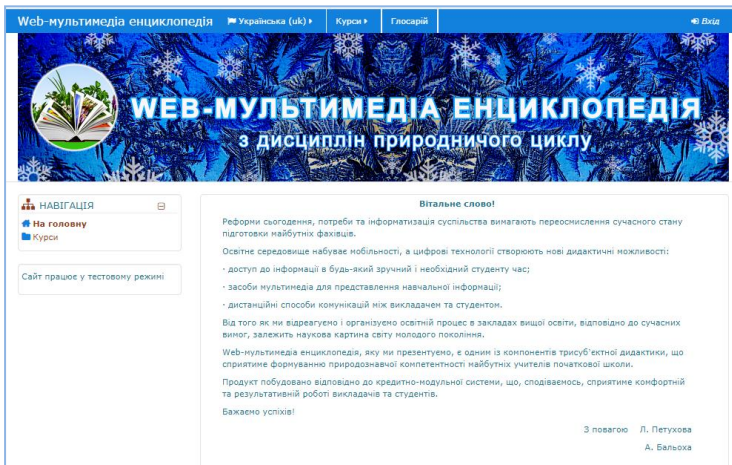 Web-мультимедіа енциклопедія Українська (uk) Курси Глосарій Вхід
WEB-МУЛЬТИМЕДІА ЕНЦИКЛОПЕДІЯ
з дисциплін природничого циклу
НАВІГАЦІЯ
На головну
Курси
Сайт працює у тестовому режимі
Вітальне слово!
Реформи сьогодення, потреби та інформатизація суспільства вимагають переосмислення сучасного стану
підготовки майбутніх фахівців.
Освітнє середовище набуває мобільності, а цифрові технології створюють нові дидактичні можливості:
· доступ до інформації в будь-який зручний і необхідний студенту час;
· засоби мультимедіа для представлення навчальної інформації;
· дистанційні способи комунікацій між викладачем та студентом.
Від того як ми відреагуємо і організуємо освітній процес в закладах вищої освіти, відповідно до сучасних
вимог, залежить наукова картина світу молодого покоління.
Web-мультимедіа енциклопедія, яку ми презентуємо, є одним із компонентів трисуб'єктної дидактики, що
сприятиме формуванню природознавчої компетентності майбутніх учителів початкової школи.
Продукт побудовано відповідно до кредитно-модульної системи, що, сподіваємось, сприятиме комфортній
та результативній роботі викладачів та студентів.
Бажаємо успіхів!
З повагою Л. Петухова
А. Бальоха